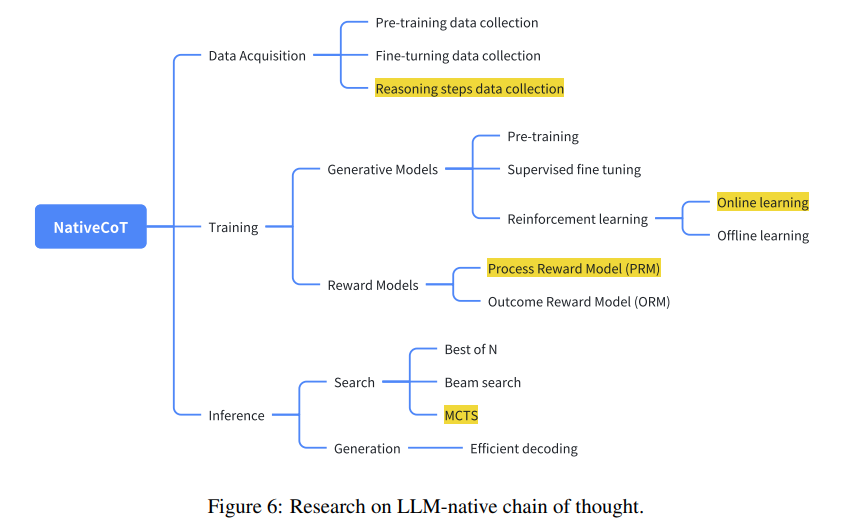 Pre-training data collection
Data Acquisition
Fine-turning data collection
Reasoning steps data collection
Pre-training
Generative Models
Supervised fine tuning
Online learning
Reinforcement learning
Offline learning
NativeCoT
Training
Process Reward Model (PRM)
Reward Models
Outcome Reward Model (ORM)
Best of N
Search
Beam search
Inference
MCTS
Generation
Efficient decoding
Figure 6: Research on LLM-native chain of thought.